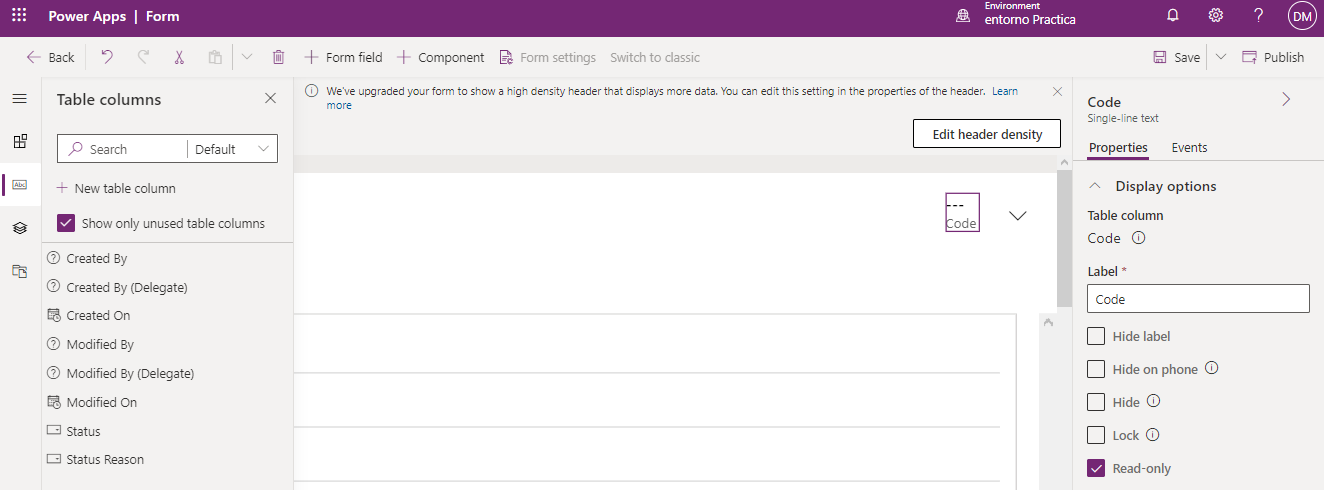 Power Apps | Form
Environment
entorno Practica
?
DM
Back
Form field
Component
Form settings
Switch to classic
Save
Publish
Table columns
Search
Default
New table column
Show only unused table columns
Abc
Created By
Created By (Delegate)
Created On
Modified By
Modified By (Delegate)
Modified On
Status
Status Reason
We've upgraded your form to show a high density header that displays more data. You can edit this setting in the properties of the header. Learn
more
Edit header density
---
Code
Code
Single-line text
Properties
Events
Display options
Table column
Code
Label *
Code
Hide label
Hide on phone
Hide
Lock
Read-only